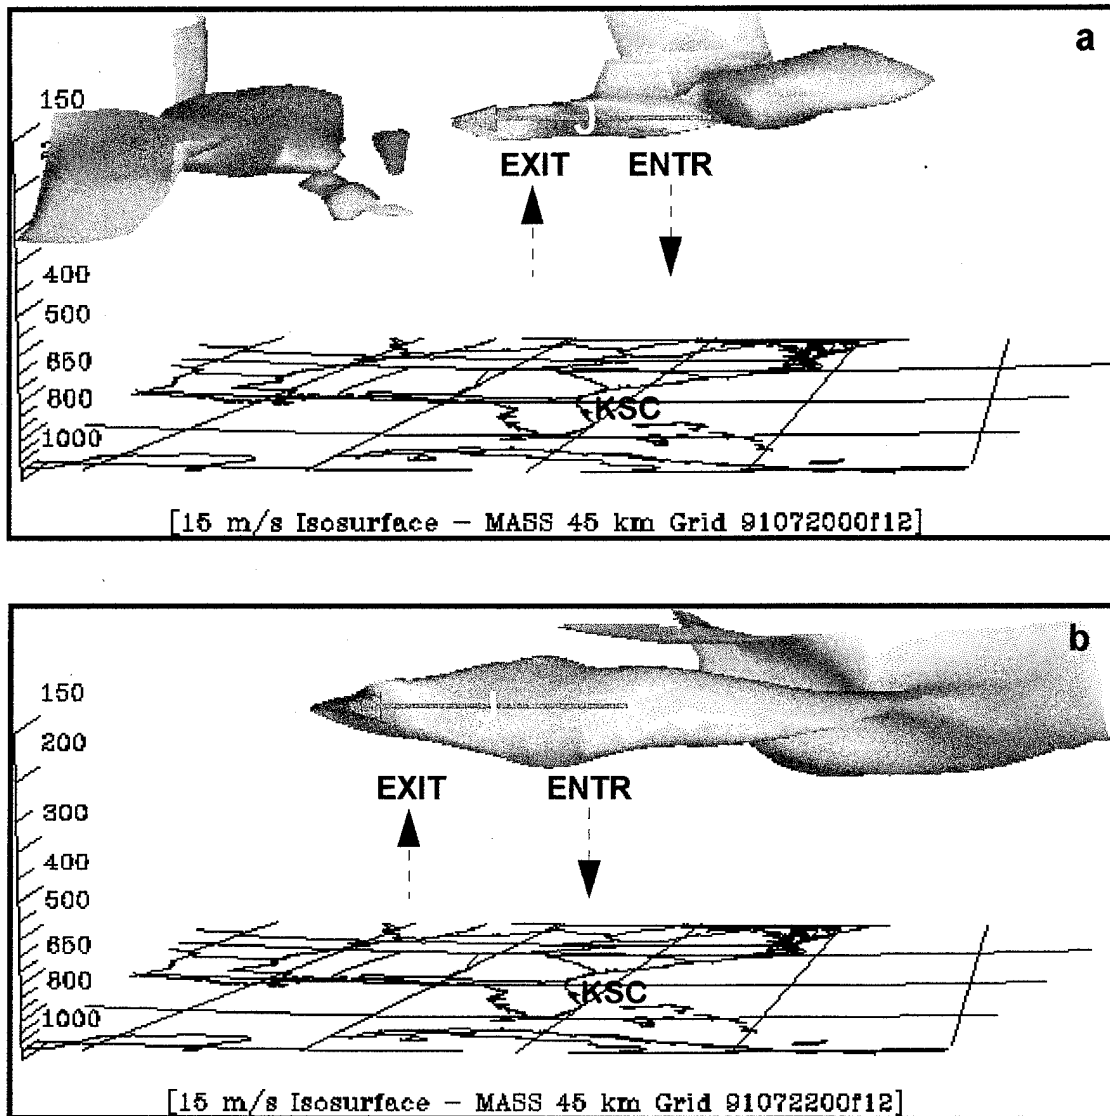 a
150
J
EXIT ENTR
400
500
650
800
KSC
1000
[15 m/s Isosurface - MASS 45 km Grid 91072000f12]
b
150
J
200
EXIT ENTR
300
400
500
650
800
KSC
1000
[15 m/s Isosurface - MASS 45 km Grid 91072200f12]